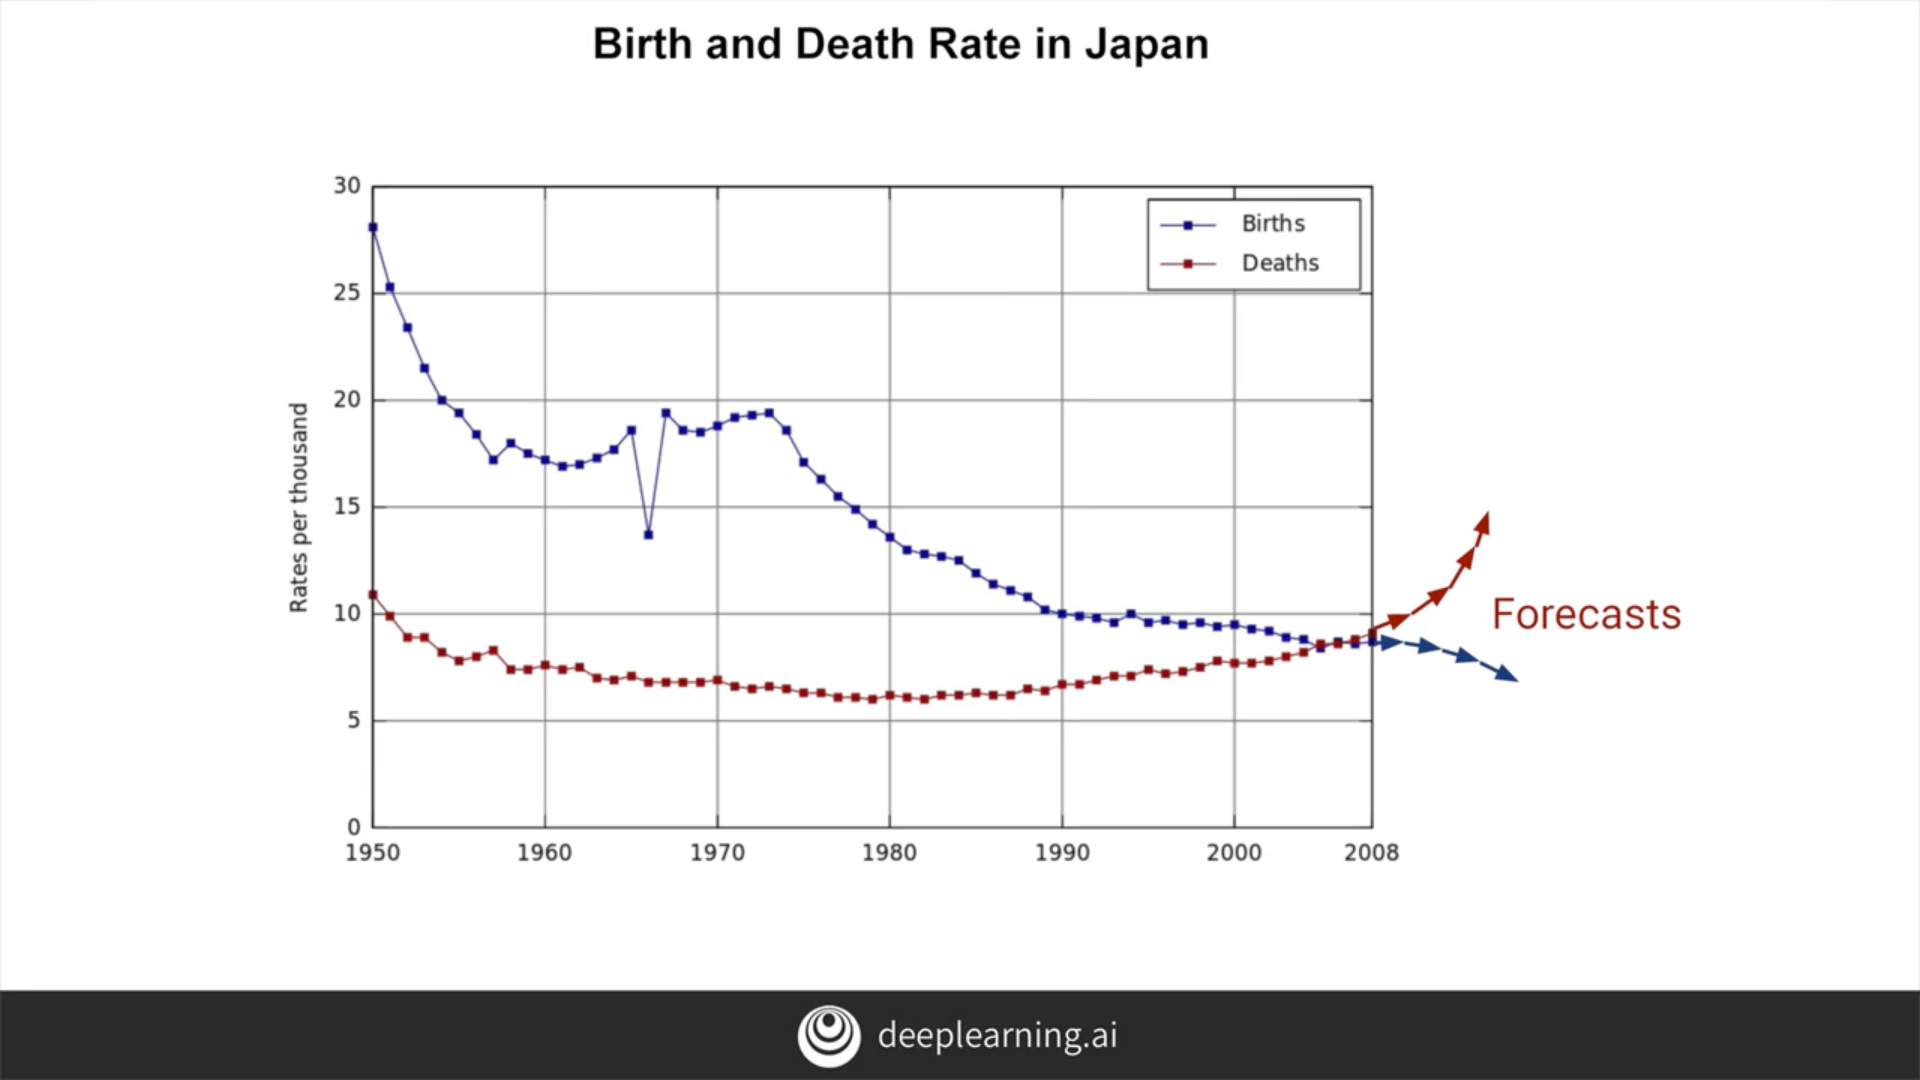 Birth and Death Rate in Japan
30
Births
Deaths
25
20
15
10
5
0
Rates per thousand
Forecasts
1950 1960 1970 1980 1990 2000 2008
deeplearning.ai